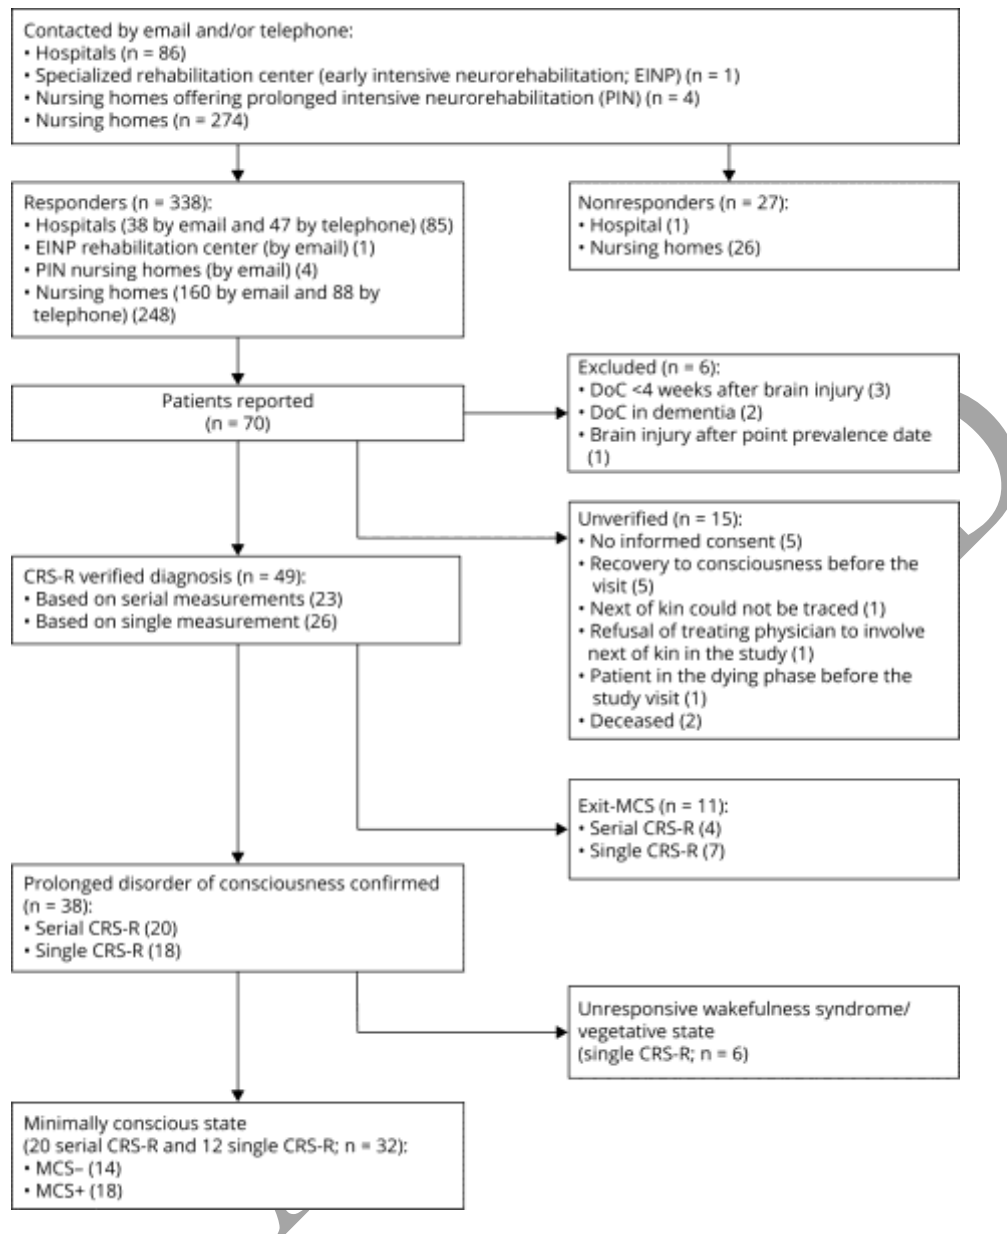 Contacted by email and/or telephone:
• Hospitals (n = 86)
• Specialized rehabilitation center (early intensive neurorehabilitation; EINP) (n = 1)
• Nursing homes offering prolonged intensive neurorehabilitation (PIN) (n = 4)
• Nursing homes (n = 274)
Responders (n = 338):
• Hospitals (38 by email and 47 by telephone) (85)
• EINP rehabilitation center (by email) (1)
• PIN nursing homes (by email) (4)
• Nursing homes (160 by email and 88 by
telephone) (248)
Nonresponders (n = 27):
• Hospital (1)
• Nursing homes (26)
Patients reported
(n = 70)
Excluded (n = 6):
• DoC <4 weeks after brain injury (3)
• DoC in dementia (2)
• Brain injury after point prevalence date
(1)
Unverified (n = 15):
• No informed consent (5)
• Recovery to consciousness before the
visit (5)
• Next of kin could not be traced (1)
• Refusal of treating physician to involve
next of kin in the study (1)
• Patient in the dying phase before the
study visit (1)
• Deceased (2)
CRS-R verified diagnosis (n = 49):
• Based on serial measurements (23)
• Based on single measurement (26)
Exit-MCS (n = 11):
• Serial CRS-R (4)
• Single CRS-R (7)
Prolonged disorder of consciousness confirmed
(n = 38):
• Serial CRS-R (20)
• Single CRS-R (18)
Unresponsive wakefulness syndrome/
vegetative state
(single CRS-R; n = 6)
Minimally conscious state
(20 serial CRS-R and 12 single CRS-R; n = 32):
• MCS– (14)
• MCS+ (18)